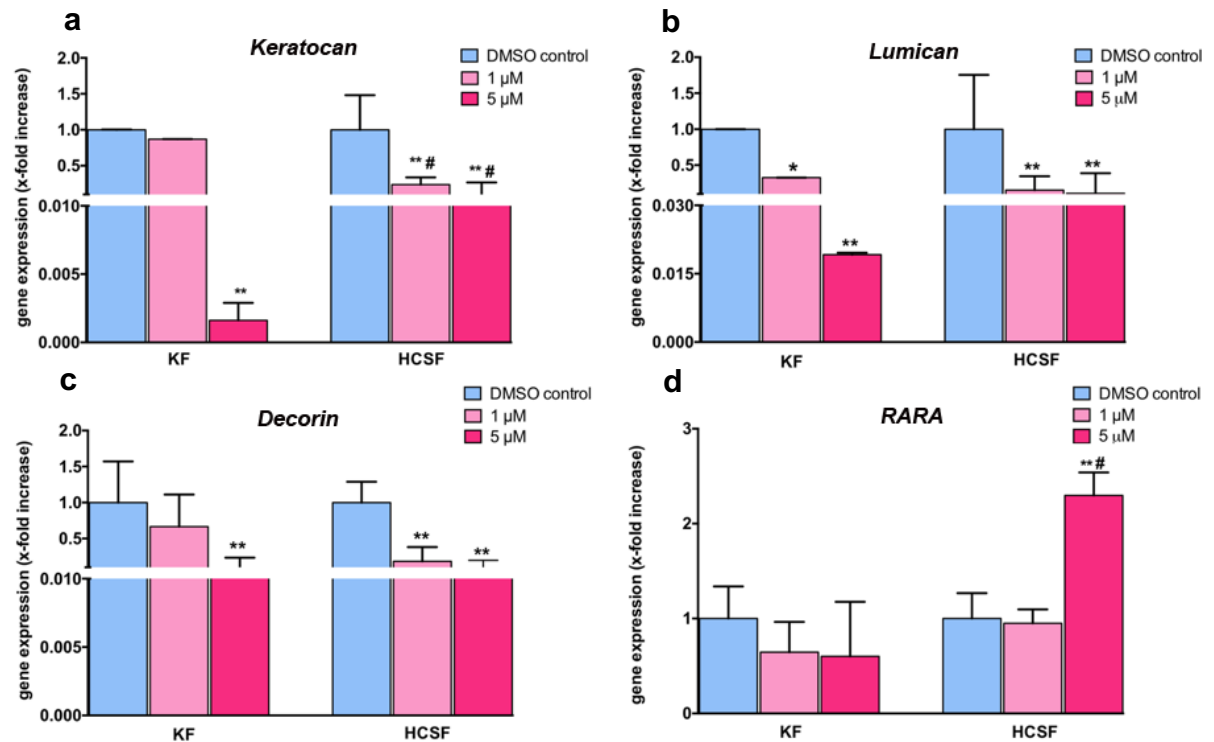 a
Keratocan
DMSO control
1 µM
5 µM
gene expression (x-fold increase)
2.0
1.5
1.0
0.5
0.010
0.005
0.000
**
** #
** #
KF
HCSF
b
Lumican
DMSO control
1 µM
5 µM
gene expression (x-fold increase)
2.0
1.5
1.0
0.5
0.030
0.015
0.000
*
**
**
**
KF
HCSF
c
Decorin
DMSO control
1 µM
5 µM
gene expression (x-fold increase)
2.0
1.5
1.0
0.5
0.010
0.005
0.000
**
**
**
KF
HCSF
d
RARA
DMSO control
1 µM
5 µM
gene expression (x-fold increase)
3
2
1
0
** #
KF
HCSF